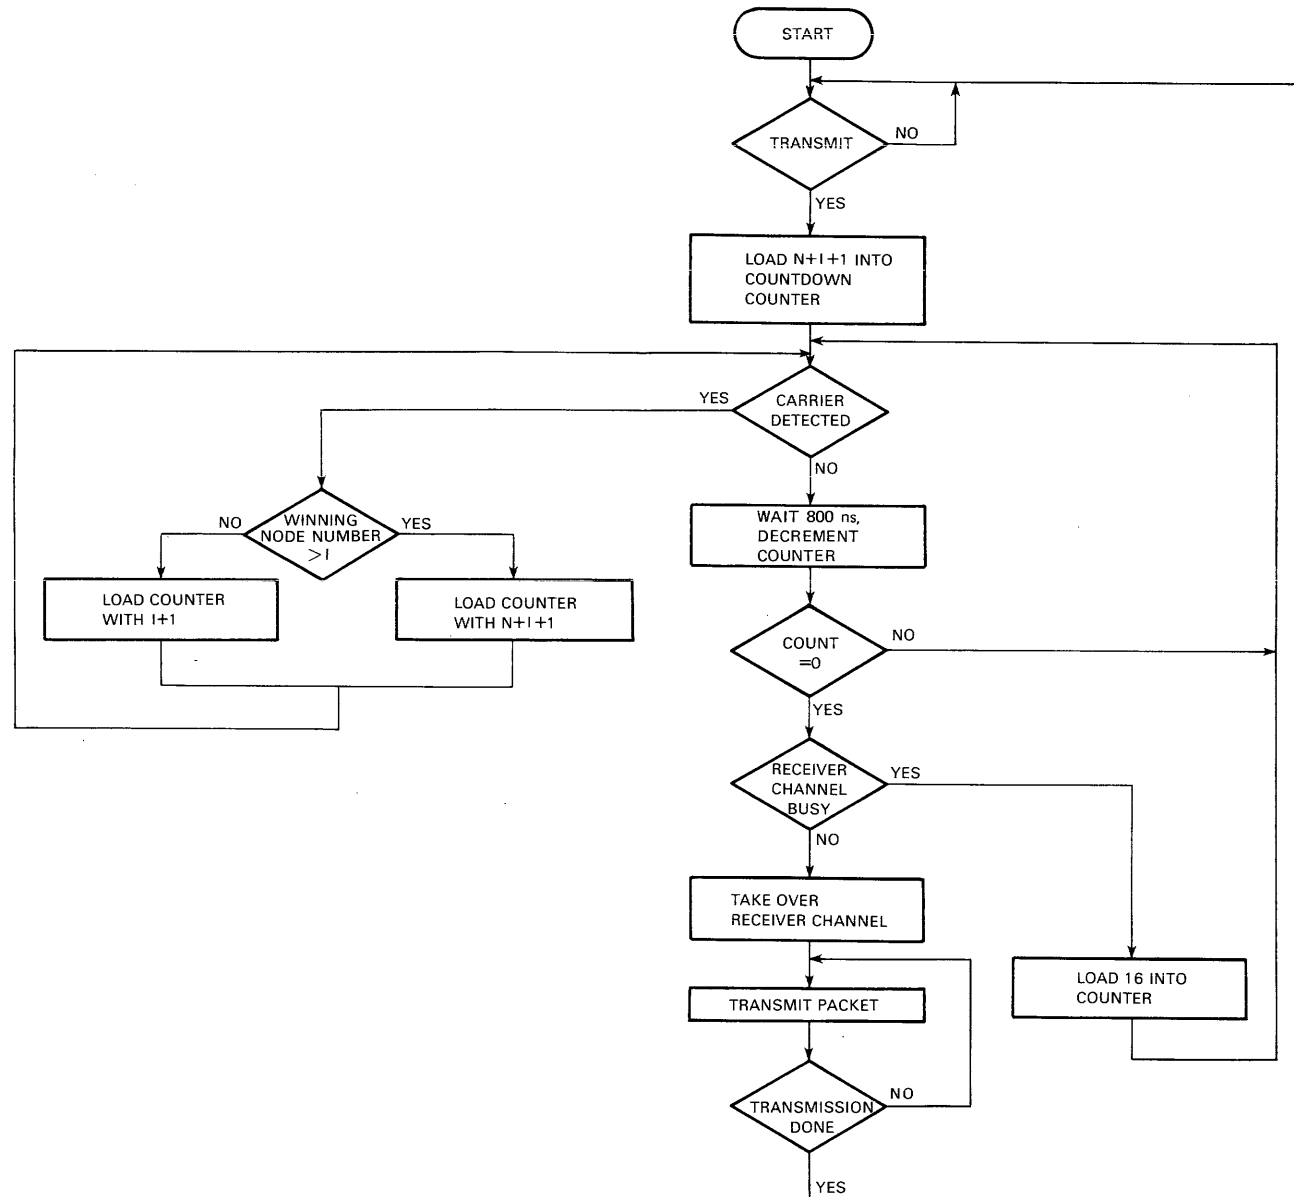 START
TRANSMIT
NO
YES
LOAD N+I+1 INTO
COUNTDOWN
COUNTER
YES
CARRIER
DETECTED
NO
WINNING
NODE NUMBER
>I
NO
YES
WAIT 800 ns,
DECREMENT
COUNTER
LOAD COUNTER
WITH I+1
LOAD COUNTER
WITH N+I+1
COUNT
=0
NO
YES
RECEIVER
CHANNEL
BUSY
YES
NO
TAKE OVER
RECEIVER CHANNEL
LOAD 16 INTO
COUNTER
TRANSMIT PACKET
TRANSMISSION
DONE
NO
YES